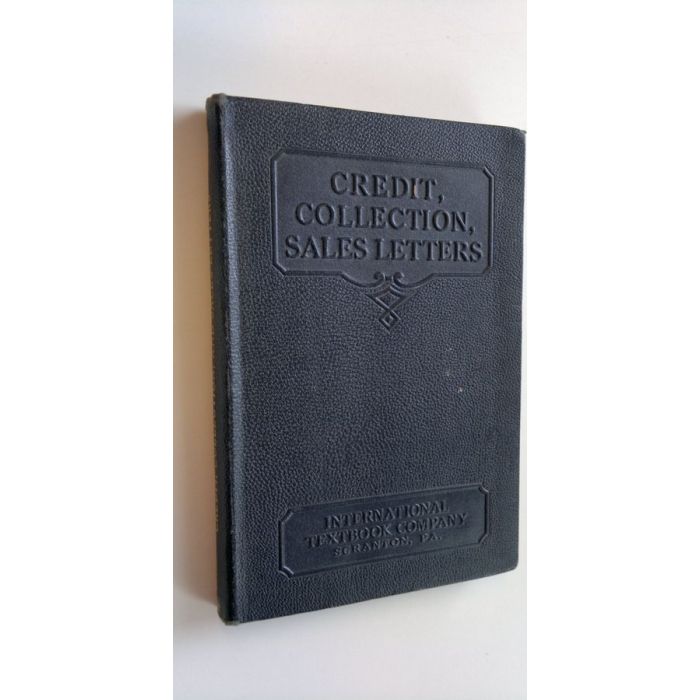 CREDIT,
COLLECTION,
SALES LETTERS
INTERNATIONAL
TEXTBOOK COMPANY
SCRANTON, PA.